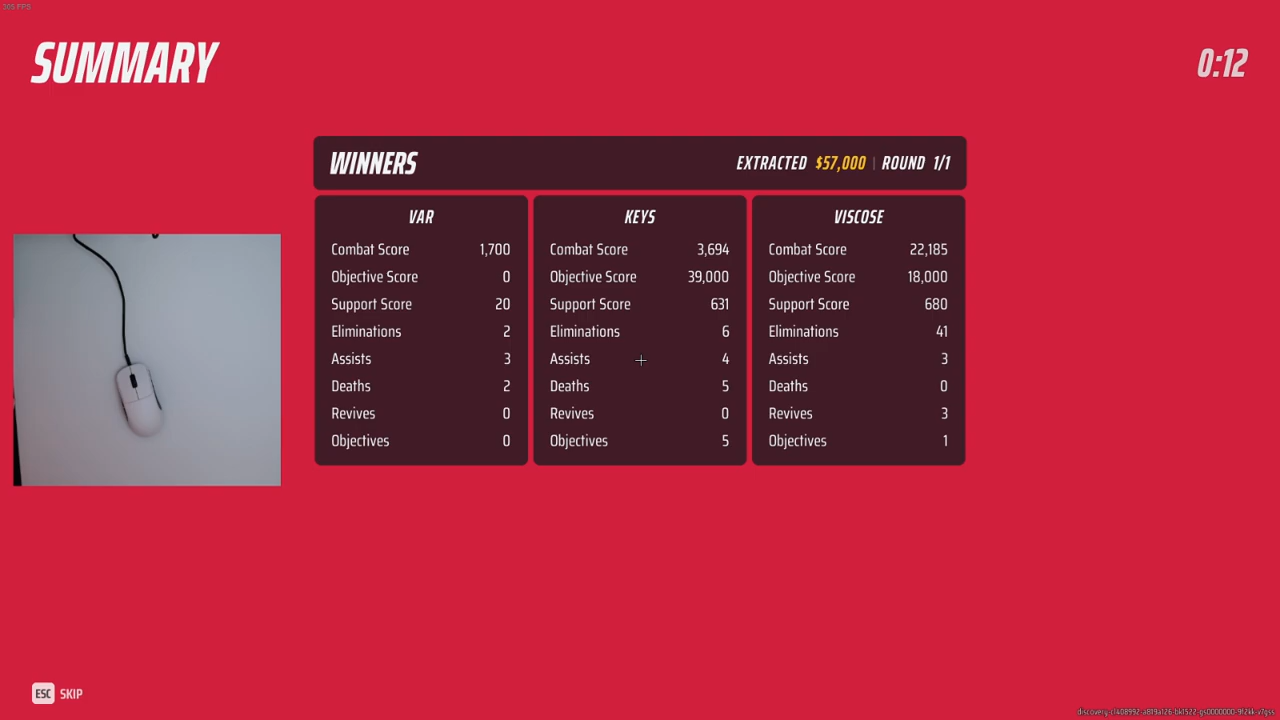 305 FPS
SUMMARY
0:12
WINNERS EXTRACTED $57,000 | ROUND 1/1
VAR
Combat Score 1,700
Objective Score 0
Support Score 20
Eliminations 2
Assists 3
Deaths 2
Revives 0
Objectives 0
KEYS
Combat Score 3,694
Objective Score 39,000
Support Score 631
Eliminations 6
Assists 4
Deaths 5
Revives 0
Objectives 5
VISCOSE
Combat Score 22,185
Objective Score 18,000
Support Score 680
Eliminations 41
Assists 3
Deaths 0
Revives 3
Objectives 1
ESC SKIP